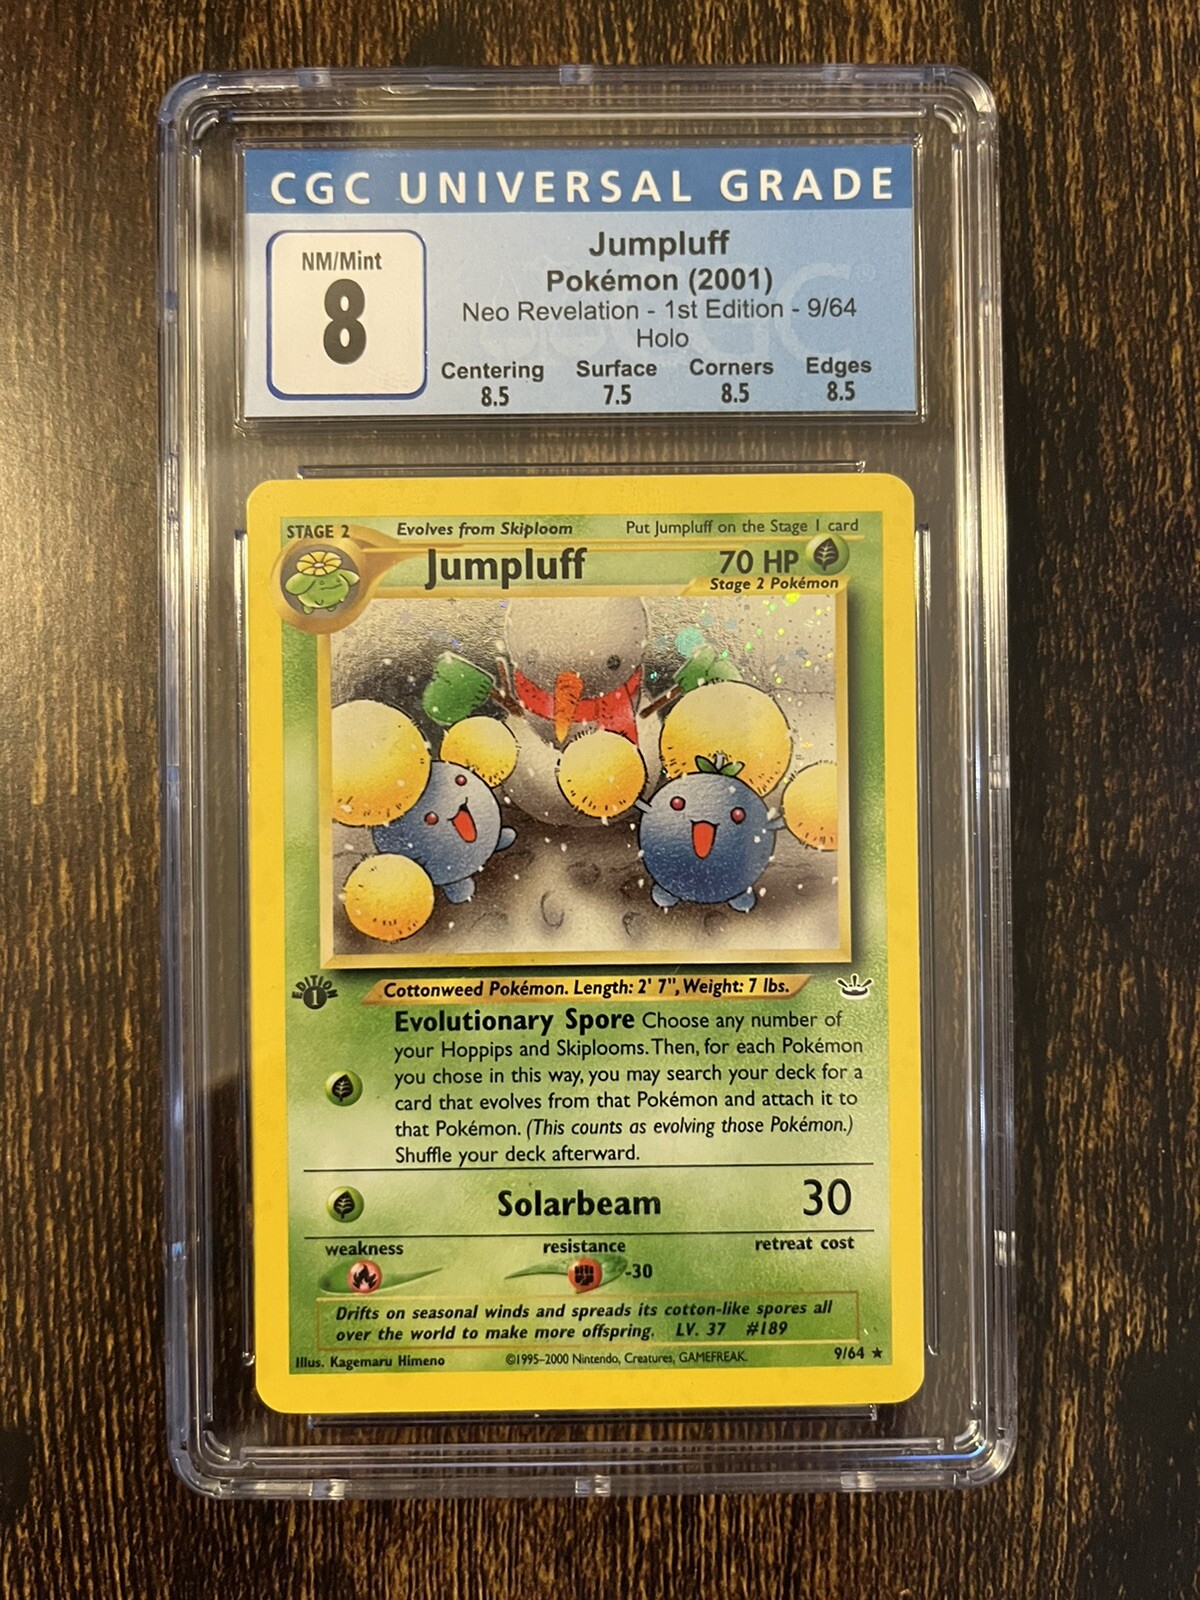 CGC UNIVERSAL GRADE
NM/Mint
8
Jumpluff
Pokémon (2001)
Neo Revelation - 1st Edition - 9/64
Holo
Centering Surface Corners Edges
8.5 7.5 8.5 8.5
STAGE 2 Evolves from Skiploom Put Jumpluff on the Stage 1 card
Jumpluff 70 HP
Stage 2 Pokémon
EDITION
1
Cottonweed Pokémon. Length: 2' 7", Weight: 7 lbs.
Evolutionary Spore Choose any number of
your Hoppips and Skiplooms. Then, for each Pokémon
you chose in this way, you may search your deck for a
card that evolves from that Pokémon and attach it to
that Pokémon. (This counts as evolving those Pokémon.)
Shuffle your deck afterward.
Solarbeam 30
weakness resistance retreat cost
-30
Drifts on seasonal winds and spreads its cotton-like spores all
over the world to make more offspring. LV. 37 #189
Illus. Kagemaru Himeno ©1995-2000 Nintendo, Creatures, GAMEFREAK. 9/64 ★